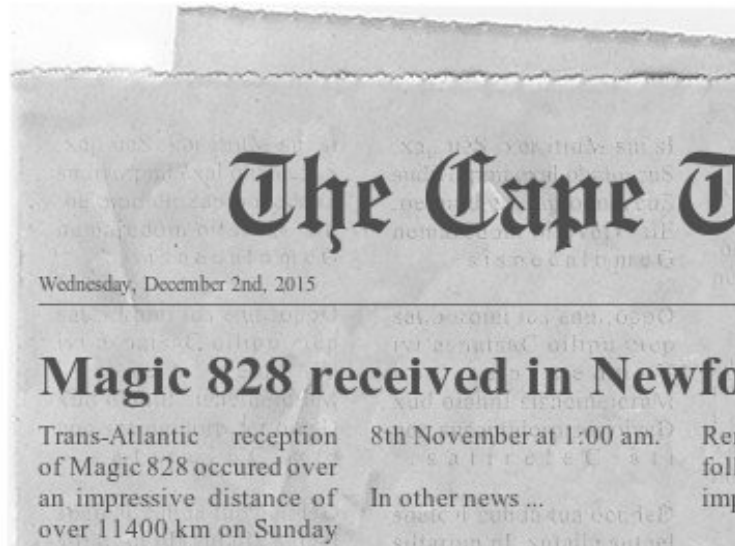 The Cape T
Wednesday, December 2nd, 2015
Magic 828 received in Newfo
Trans-Atlantic reception
of Magic 828 occured over
an impressive distance of
over 11400 km on Sunday
8th November at 1:00 am.
In other news ...
Re
foll
imp